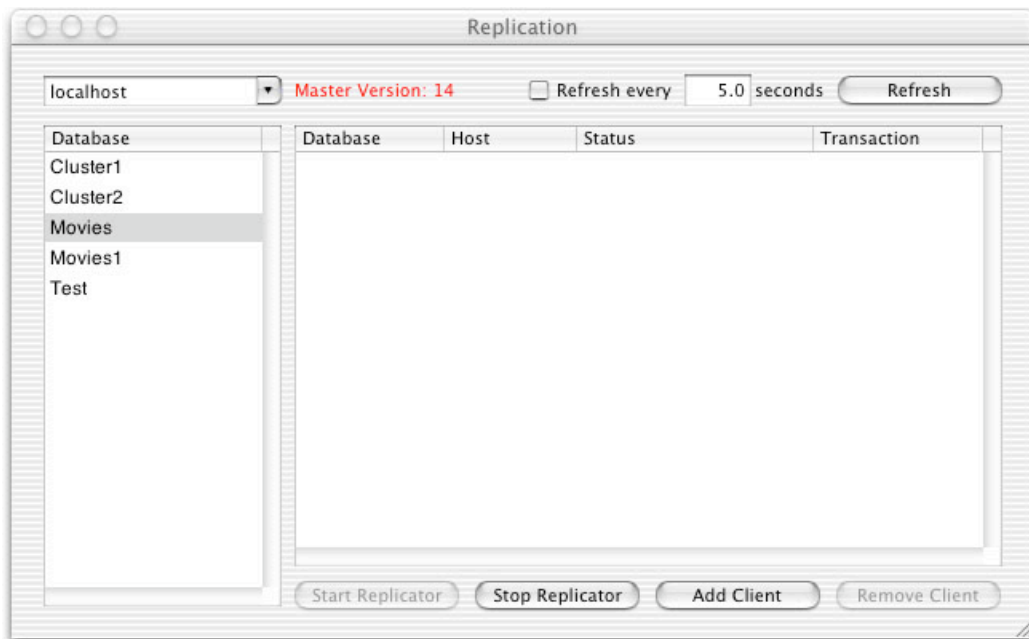 Replication
localhost Master Version: 14 Refresh every 5.0 seconds Refresh
Database Database Host Status Transaction
Cluster1
Cluster2
Movies
Movies1
Test
Start Replicator Stop Replicator Add Client Remove Client